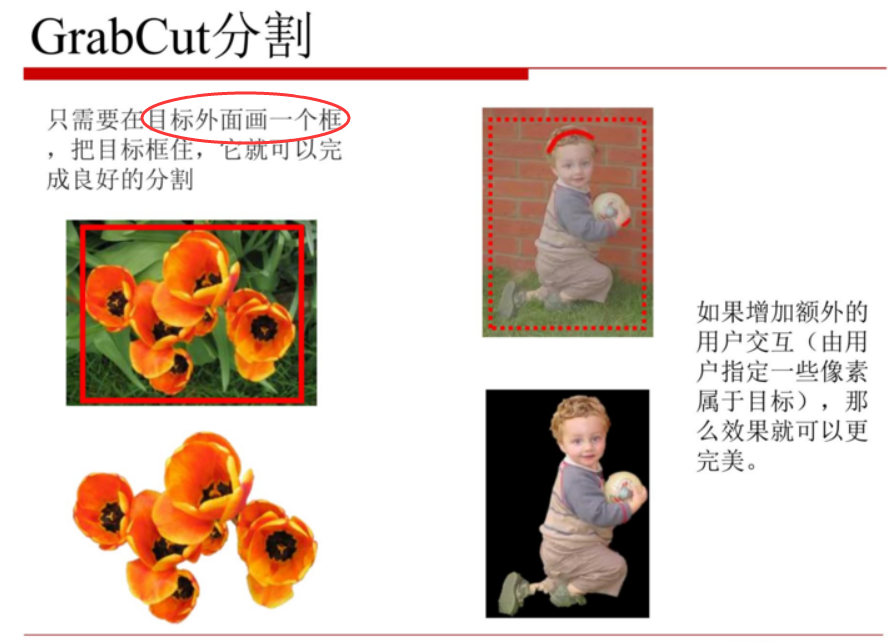 GrabCut分割
只需要在目标外面画一个框
，把目标框住，它就可以完
成良好的分割
如果增加额外的
用户交互（由用
户指定一些像素
属于目标），那
么效果就可以更
完美。